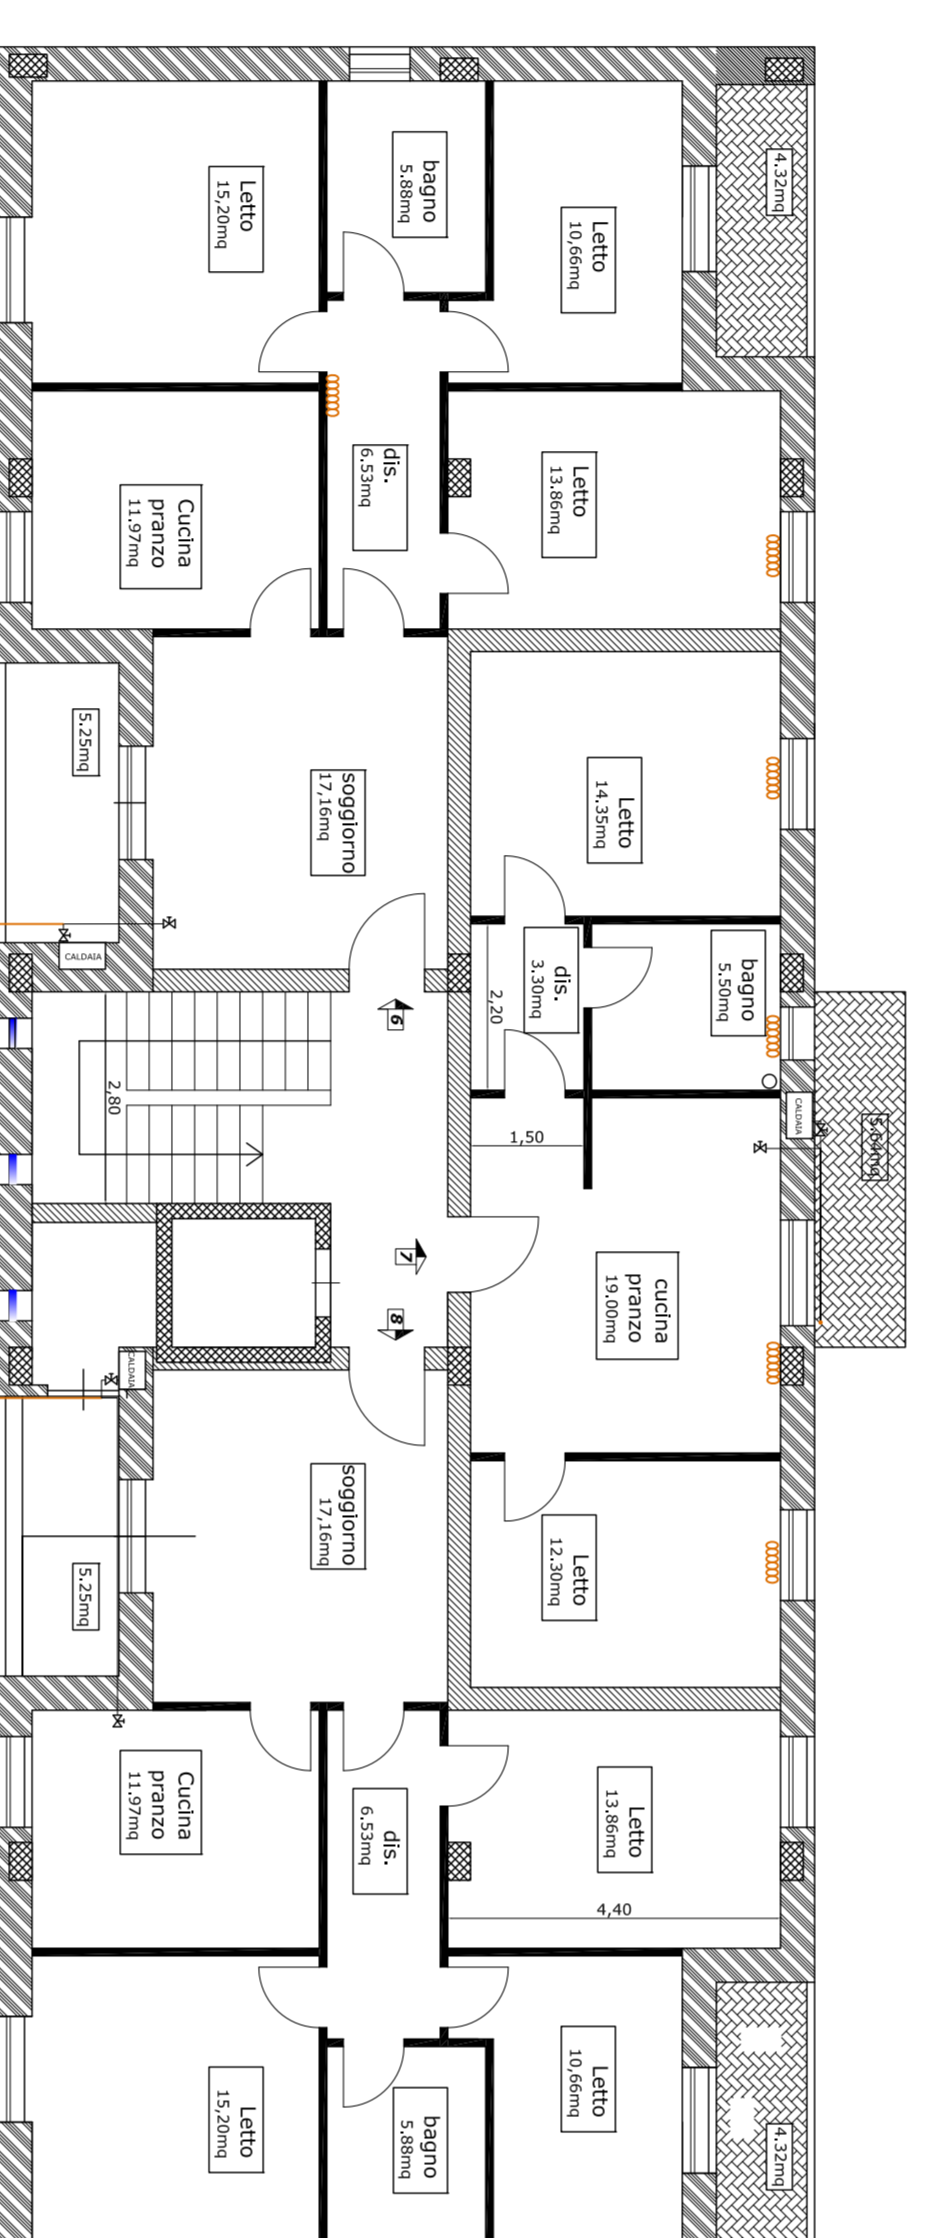 4.32mq
bagno
5.88mq
Letto
15,20mq
Letto
10,66mq
dis.
6.53mq
Letto
13.86mq
Cucina
pranzo
11.97mq
5.25mq
soggiorno
17,16mq
Letto
14.35mq
CALDAIA
dis.
3.30mq
bagno
5.50mq
2,20
6
2,80
CALDAIA
5.64mq
1,50
7
8
cucina
pranzo
19.00mq
CALDAIA
soggiorno
17,16mq
Letto
12.30mq
5.25mq
Cucina
pranzo
11.97mq
dis.
6.53mq
Letto
13.86mq
4,40
Letto
10,66mq
Letto
15,20mq
bagno
5.88mq
4.32mq